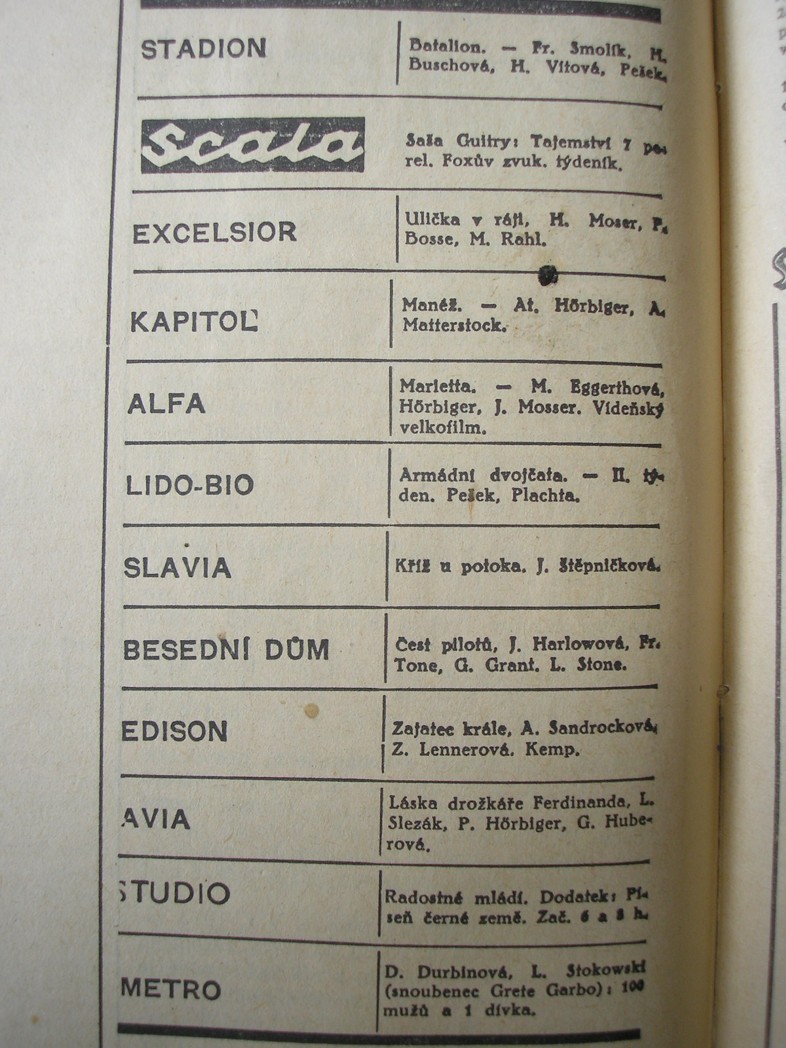 STADION
Batalion. — Fr. Smolík, H.
Buschová, H. Vítová, Pešek.
Scala
Saša Guitry: Tajemství 7 pe-
rel. Foxův zvuk. týdeník.
EXCELSIOR
Ulička v ráji, H. Moser, P.
Bosse, M. Rahl.
KAPITOL
Manéž. — At. Hörbiger, A.
Matterstock.
ALFA
Marietta. — M. Eggerthová,
Hörbiger, J. Mosser. Vídeňský
velkofilm.
LIDO-BIO
Armádní dvojčata. — II. tý-
den. Pešek, Plachta.
SLAVIA
Kříž u potoka. J. Štěpničková.
BESEDNÍ DŮM
Čest pilotů, J. Harlowová, Fr.
Tone, G. Grant. L. Stone.
EDISON
Zajatec krále, A. Sandrocková,
Z. Lennerová. Kemp.
AVIA
Láska drožkáře Ferdinanda, L.
Slezák, P. Hörbiger, G. Hube-
rová.
STUDIO
Radostné mládí. Dodatek: Pí-
seň černé země. Zač. 6 a 8 h.
METRO
D. Durbinová, L. Stokowski
(snoubenec Grete Garbo): 100
mužů a 1 dívka.